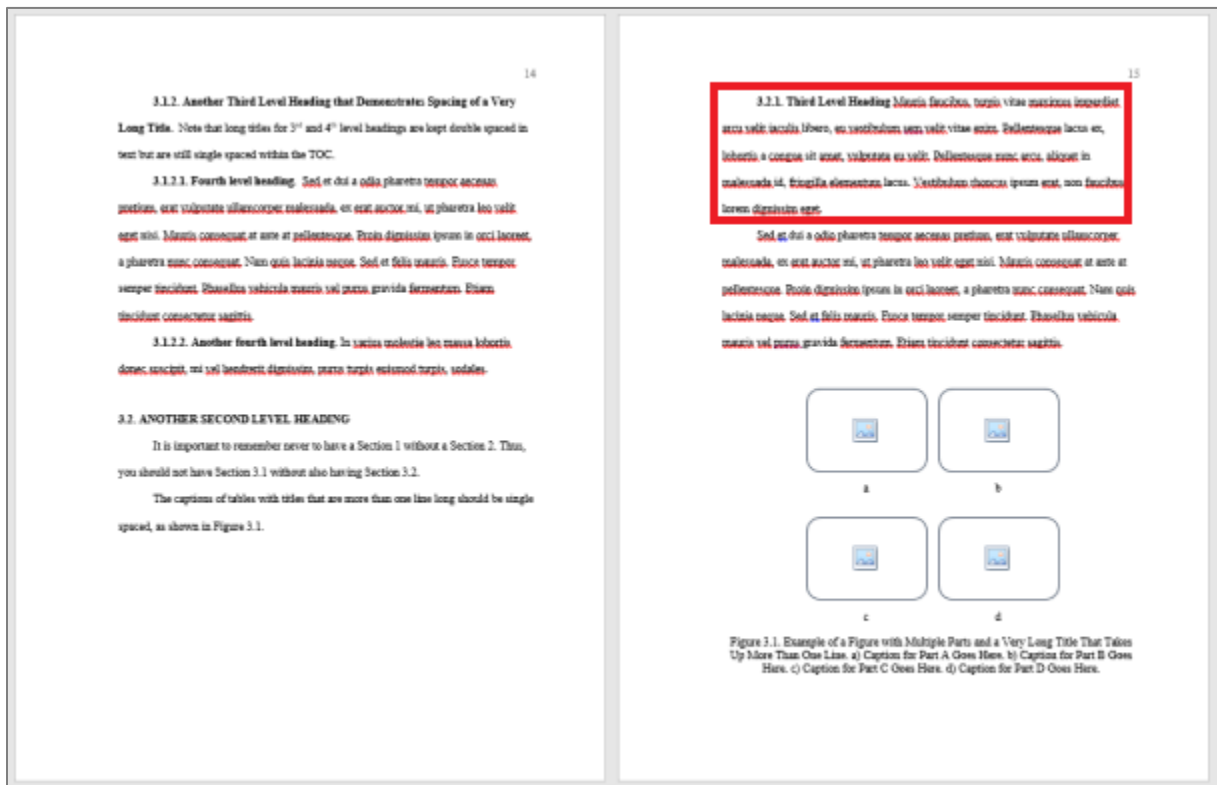 14
3.1.2. Another Third Level Heading that Demonstrates Spacing of a Very
Long Title. Note that long titles for 3rd and 4th level headings are kept double spaced in
text but are still single spaced within the TOC.
3.1.2.1. Fourth level heading. Sed et dui a odio pharetra tempor aecenas
pretium, erat vulputate ullamcorper malesuada, ex erat auctor mi, ut pharetra leo velit
eget nisi. Mauris consequat at ante at pellentesque. Proin dignissim ipsum in orci laoreet,
a pharetra nunc consequat. Nam quis lacinia neque. Sed et felis mauris. Fusce tempor
semper tincidunt. Phasellus vehicula mauris vel purus gravida fermentum. Etiam
tincidunt consectetur sagittis.
3.1.2.2. Another fourth level heading. In varius molestie leo massa lobortis
donec suscipit, mi vel hendrerit dignissim, purus turpis euismod turpis, sodales
3.2. ANOTHER SECOND LEVEL HEADING
It is important to remember never to have a Section 1 without a Section 2. Thus,
you should not have Section 3.1 without also having Section 3.2.
The captions of tables with titles that are more than one line long should be single
spaced, as shown in Figure 3.1.
15
3.2.1. Third Level Heading Mauris faucibus, turpis vitae maximus imperdiet
arcu velit iaculis libero, eu vestibulum sem velit vitae enim. Pellentesque lacus ex,
lobortis a congue sit amet, vulputate eu velit. Pellentesque nunc arcu, aliquet in
malesuada id, fringilla elementum lacus. Vestibulum rhoncus ipsum erat, non faucibus
lorem dignissim eget.
Sed et dui a odio pharetra tempor aecenas pretium, erat vulputate ullamcorper
malesuada, ex erat auctor mi, ut pharetra leo velit eget nisi. Mauris consequat at ante at
pellentesque. Proin dignissim ipsum in orci laoreet, a pharetra nunc consequat. Nam quis
lacinia neque. Sed et felis mauris. Fusce tempor semper tincidunt. Phasellus vehicula
mauris vel purus gravida fermentum. Etiam tincidunt consectetur sagittis.
a b
c d
Figure 3.1. Example of a Figure with Multiple Parts and a Very Long Title That Takes
Up More Than One Line. a) Caption for Part A Goes Here. b) Caption for Part B Goes
Here. c) Caption for Part C Goes Here. d) Caption for Part D Goes Here.